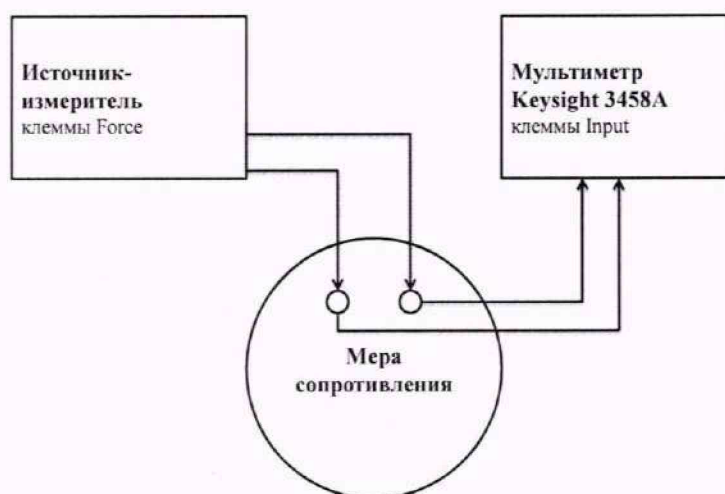 Источник-
измеритель
клеммы Force
Мультиметр
Keysight 3458A
клеммы Input
Мера
сопротивления